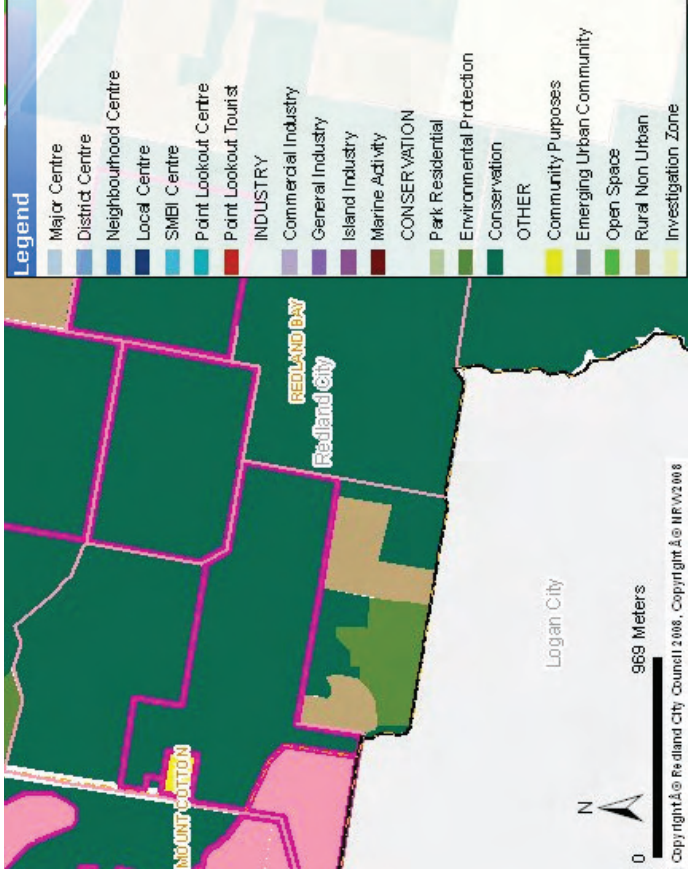 Legend
Major Centre
District Centre
Neighbourhood Centre
Local Centre
SMBI Centre
Point Lookout Centre
Point Lookout Tourist
INDUSTRY
Commercial Industry
General Industry
Island Industry
Marine Activity
CONSERVATION
Park Residential
Environmental Protection
Conservation
OTHER
Community Purposes
Emerging Urban Community
Open Space
Rural Non Urban
Investigation Zone
REDLAND BAY
Redland City
MOUNT COTTON
Logan City
N
0 969 Meters
Copyright Â© Redland City Council 2008, Copyright Â© NRW2008